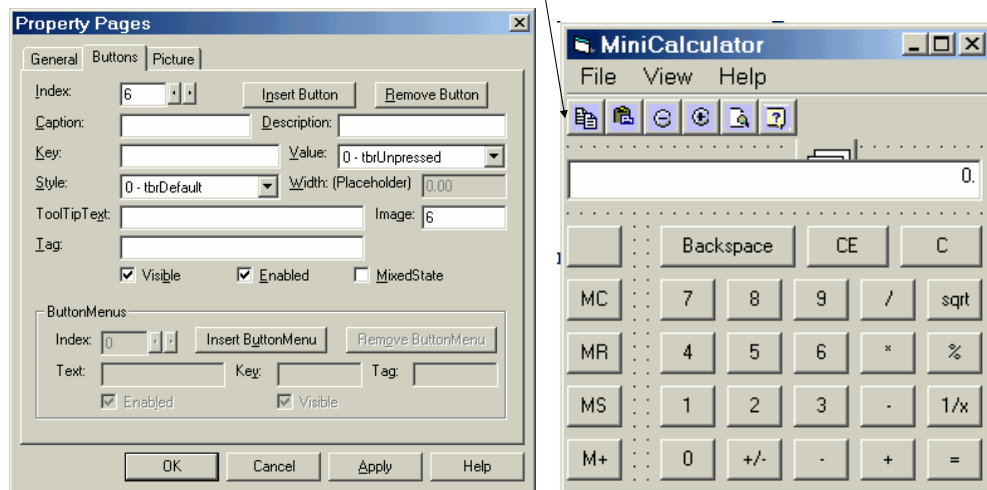 Property Pages
General Buttons Picture
Index: 6 Insert Button Remove Button
Caption: Description:
Key: Value: 0 - tbrUnpressed
Style: 0 - tbrDefault Width: (Placeholder) 0.00
ToolTipText: Image: 6
Tag:
Visible Enabled MixedState
ButtonMenus
Index: 0 Insert ButtonMenu Remove ButtonMenu
Text: Key: Tag:
Enabled Visible
OK Cancel Apply Help
MiniCalculator
File View Help
0.
Backspace CE C
MC 7 8 9 / sqrt
MR 4 5 6 * %
MS 1 2 3 - 1/x
M+ 0 +/- . + =